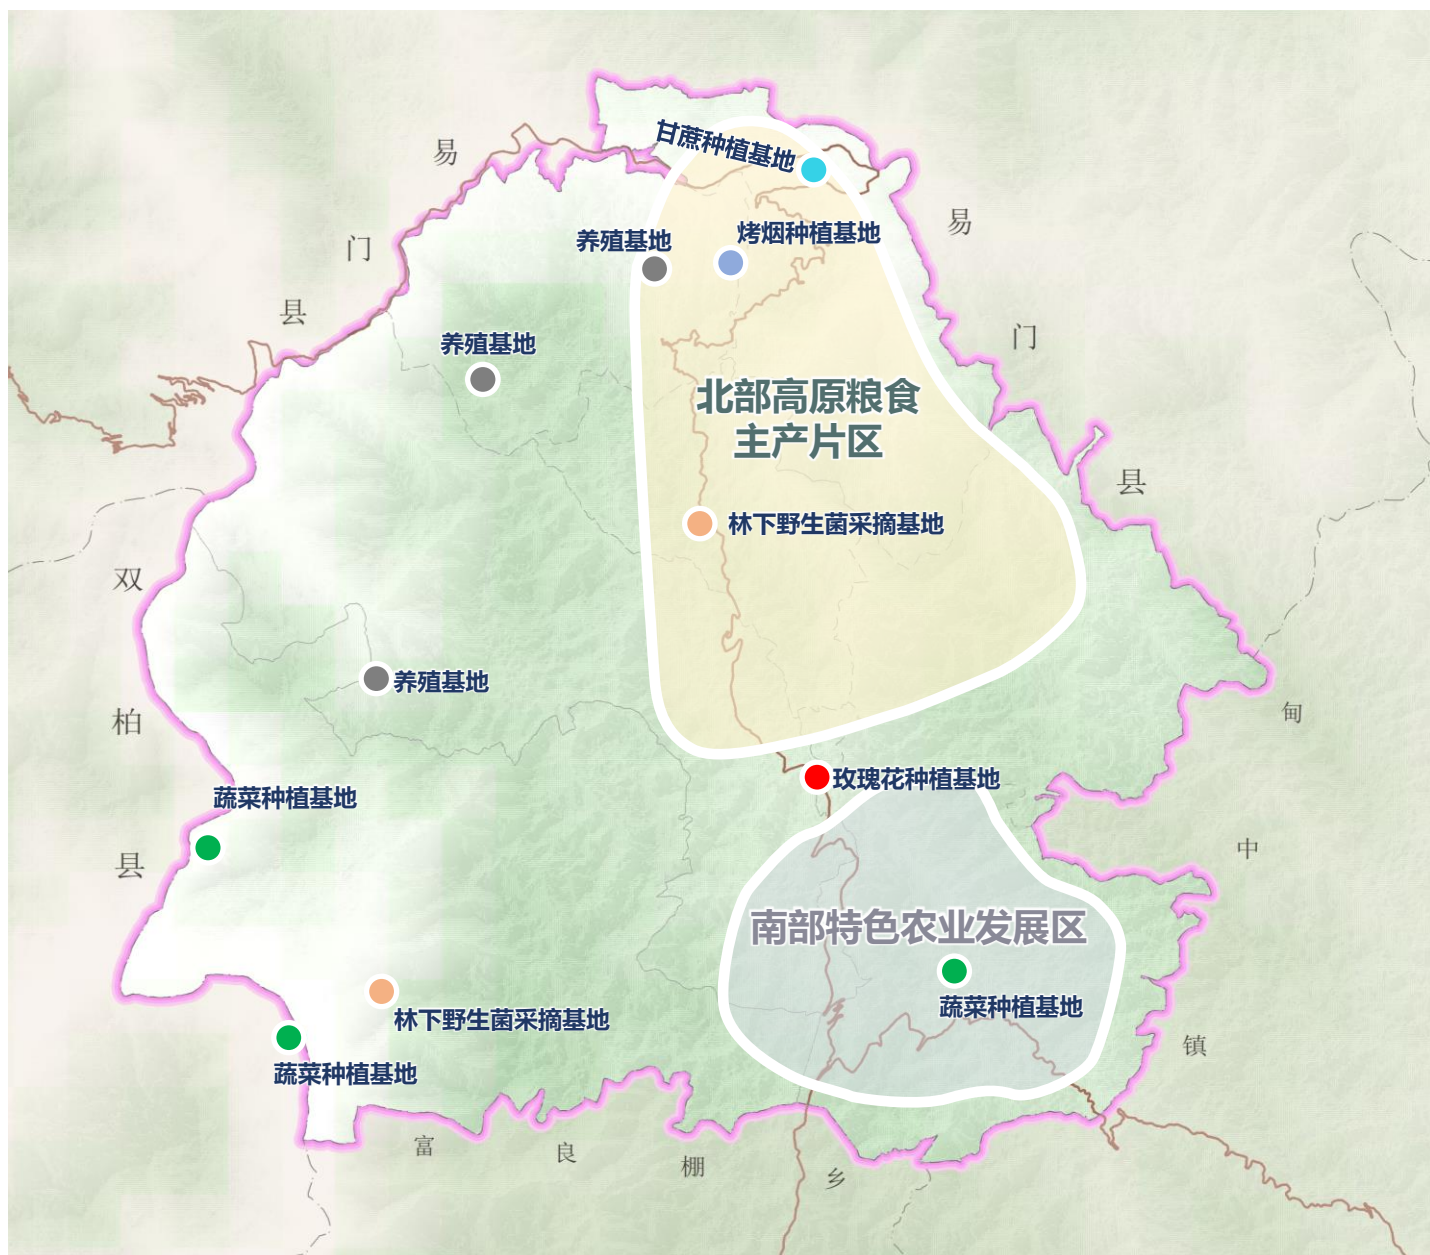 甘蔗种植基地
易
易
养殖基地
烤烟种植基地
门
县
门
养殖基地
北部高原粮食
主产片区
县
林下野生菌采摘基地
双
养殖基地
柏
甸
玫瑰花种植基地
蔬菜种植基地
中
县
南部特色农业发展区
蔬菜种植基地
林下野生菌采摘基地
镇
蔬菜种植基地
富
良
棚
乡